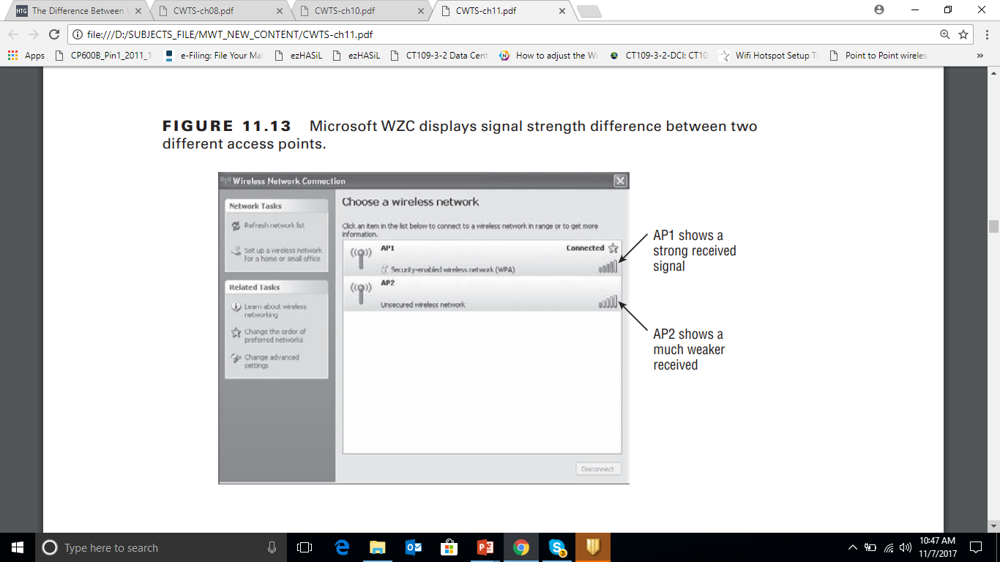 HTG The Difference Between
CWTS-ch08.pdf
CWTS-ch10.pdf
CWTS-ch11.pdf
file:///D:/SUBJECTS_FILE/MWT_NEW_CONTENT/CWTS-ch11.pdf
Apps CP600B_Pin1_2011_1 e-Filing: File Your Ma ezHASiL ezHASiL CT109-3-2 Data Cent How to adjust the Wi CT109-3-2-DCI: CT10 Wifi Hotspot Setup T Point to Point wireles »
FIGURE 11.13 Microsoft WZC displays signal strength difference between two
different access points.
Wireless Network Connection
Network Tasks
Refresh network list
Set up a wireless network
for a home or small office
Related Tasks
Learn about wireless
networking
Change the order of
preferred networks
Change advanced
settings
Choose a wireless network
Click an item in the list below to connect to a wireless network in range or to get more
information.
AP1 Connected
Security-enabled wireless network (WPA)
AP2
Unsecured wireless network
Disconnect
AP1 shows a
strong received
signal
AP2 shows a
much weaker
received
Type here to search
10:47 AM
11/7/2017